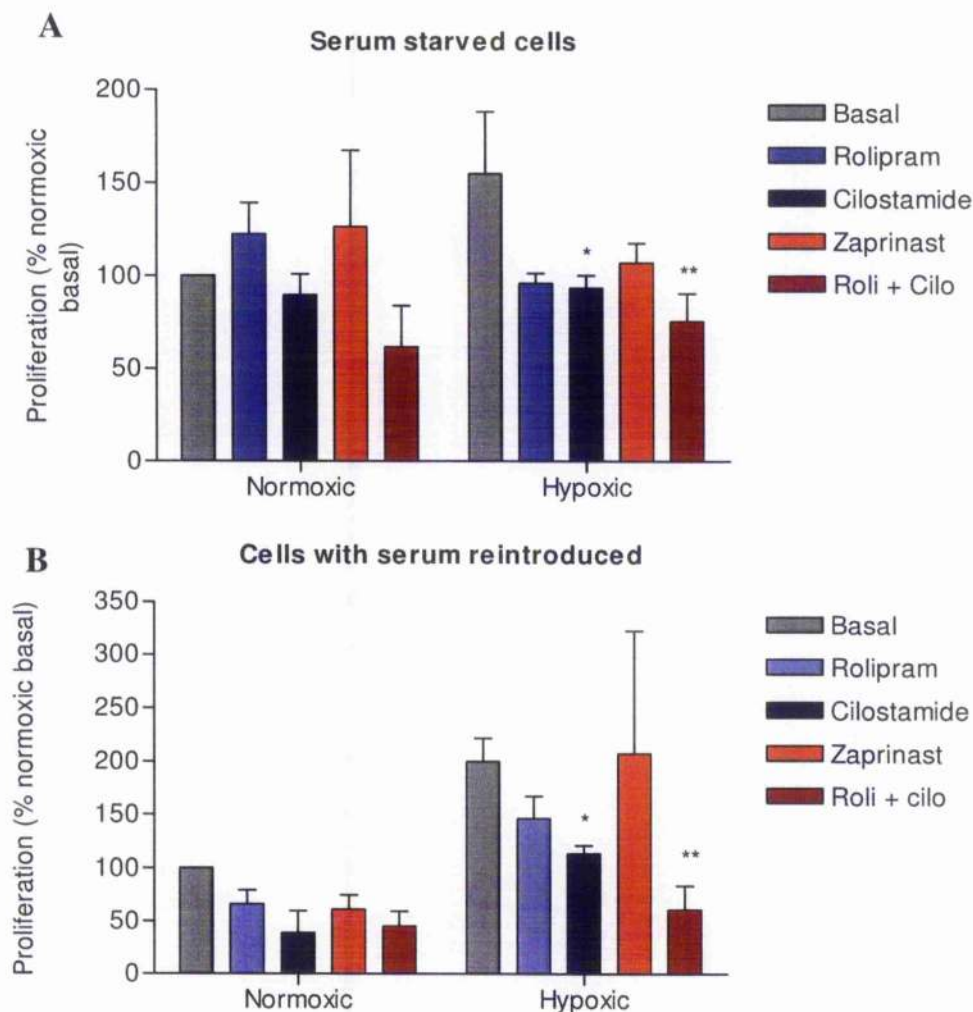 A
Serum starved cells
Proliferation (% normoxic
basal)
200
150
100
50
0
*
**
Normoxic
Hypoxic
Basal
Rolipram
Cilostamide
Zaprinast
Roli + Cilo
B
Cells with serum reintroduced
Proliferation (% normoxic basal)
350
300
250
200
150
100
50
0
*
**
Normoxic
Hypoxic
Basal
Rolipram
Cilostamide
Zaprinast
Roli + cilo